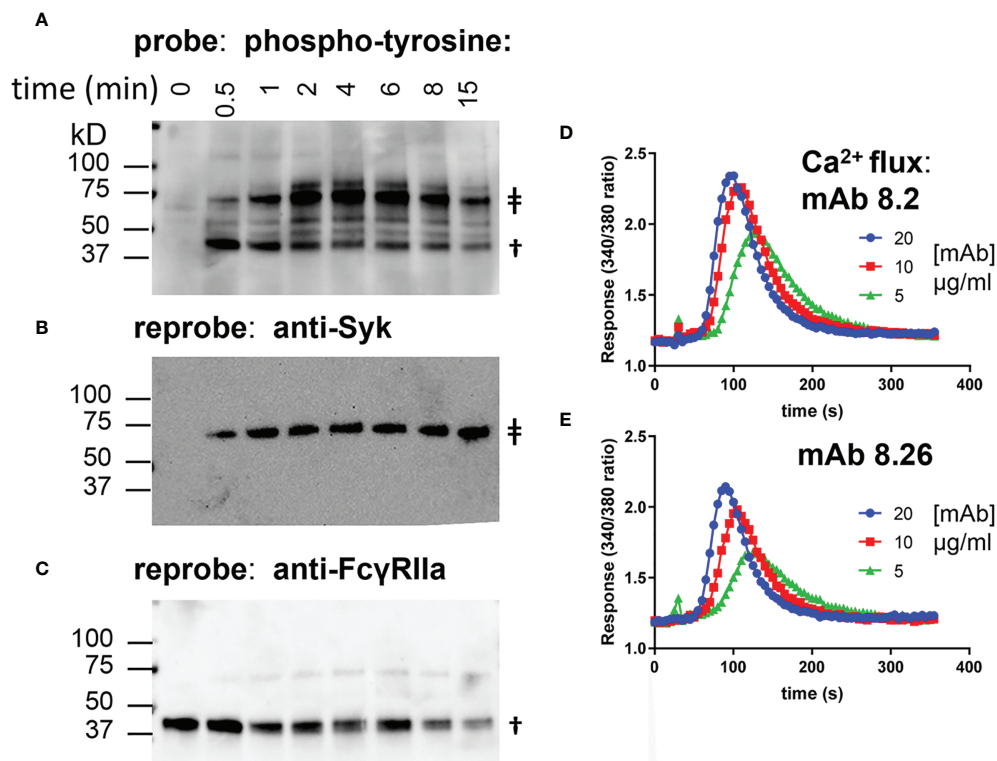 A
probe: phospho-tyrosine:
time (min) 0 0.5 1 2 4 6 8 15
kD
100
75
50
37
‡
†
B
reprobe: anti-Syk
100
75
50
37
‡
C
reprobe: anti-FcγRIIa
100
75
50
37
†
D
Ca²⁺ flux:
mAb 8.2
20
10
5
[mAb]
µg/ml
Response (340/380 ratio)
2.5
2.0
1.5
1.0
0 100 200 300 400
time (s)
E
mAb 8.26
20
10
5
[mAb]
µg/ml
Response (340/380 ratio)
2.5
2.0
1.5
1.0
0 100 200 300 400
time (s)